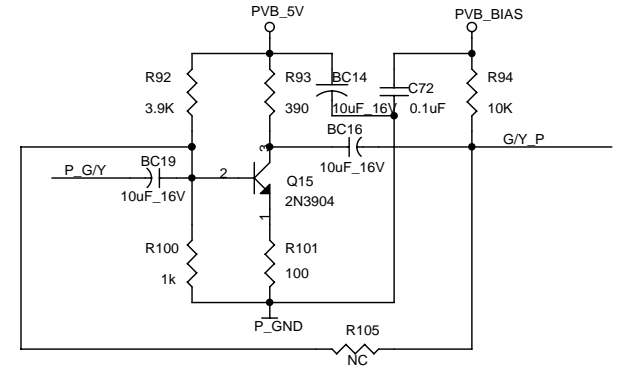 PVB_5V
PVB_BIAS
R92
3.9K
R93
390
BC14
10uF_16V
C72
0.1uF
R94
10K
G/Y_P
BC16
10uF_16V
3
P_G/Y
BC19
10uF_16V
2
Q15
2N3904
1
R100
1k
R101
100
P_GND
R105
NC